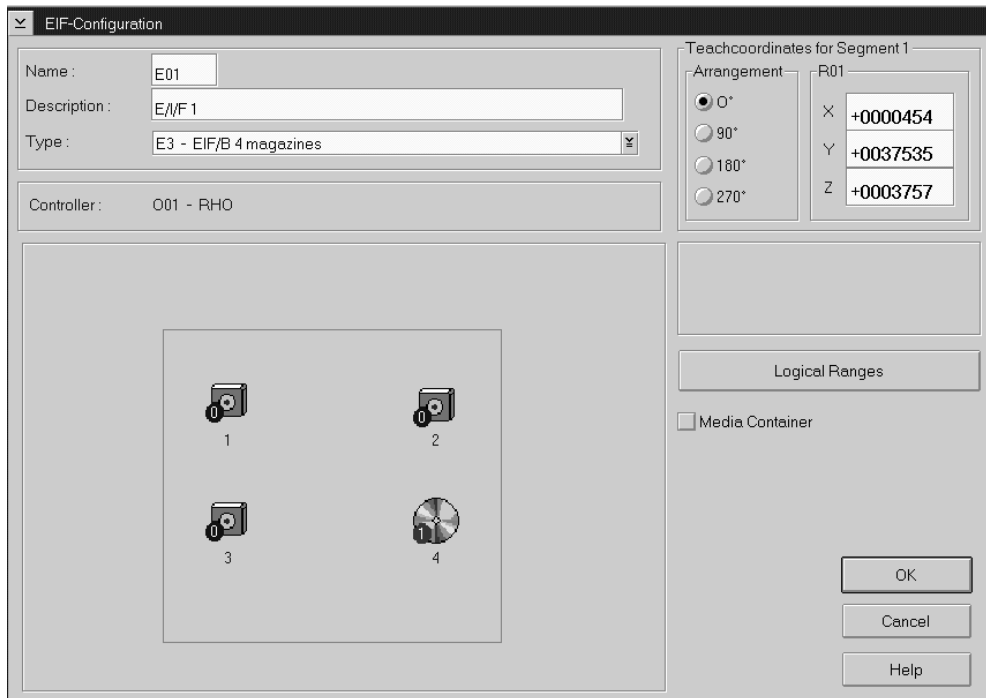 EIF-Configuration
Name :
E01
Description :
E/I/F 1
Type :
E3 - EIF/B 4 magazines
Controller :
O01 - RHO
Teachcoordinates for Segment 1
Arrangement
0°
90°
180°
270°
R01
X
+0000454
Y
+0037535
Z
+0003757
Logical Ranges
Media Container
0
1
0
2
0
3
1
4
OK
Cancel
Help